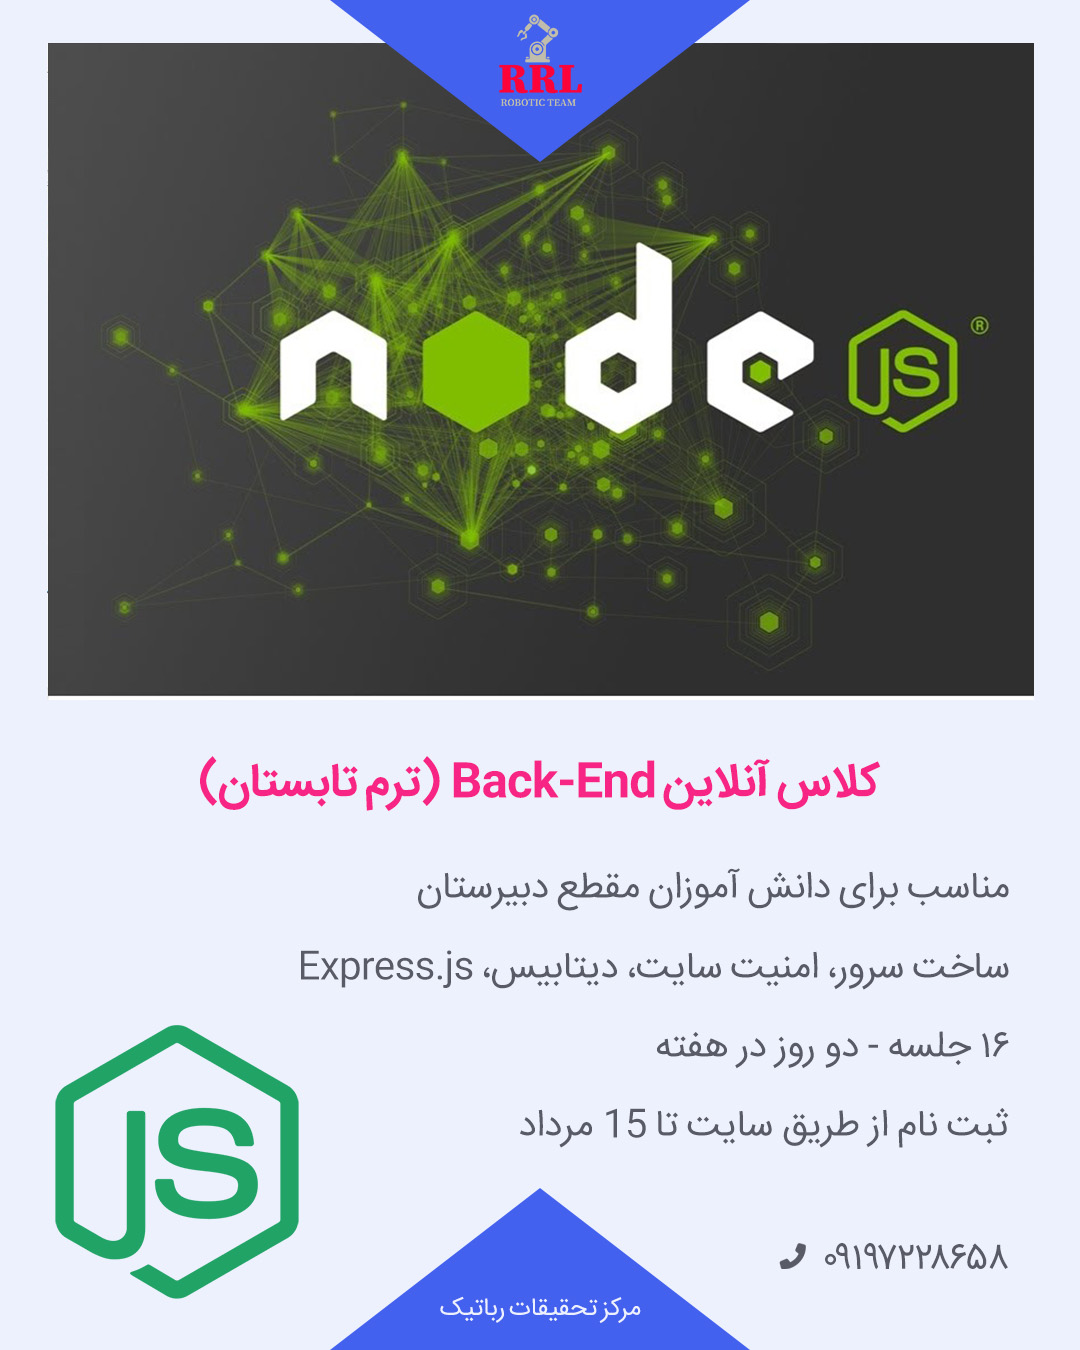 RRL
ROBOTIC TEAM
node JS ®
کلاس آنلاین Back-End (ترم تابستان)
مناسب برای دانش آموزان مقطع دبیرستان
ساخت سرور، امنیت سایت، دیتابیس، Express.js
۱۶ جلسه - دو روز در هفته
ثبت نام از طریق سایت تا 15 مرداد
JS
۰۹۱۹۷۲۲۸۶۵۸
مرکز تحقیقات رباتیک